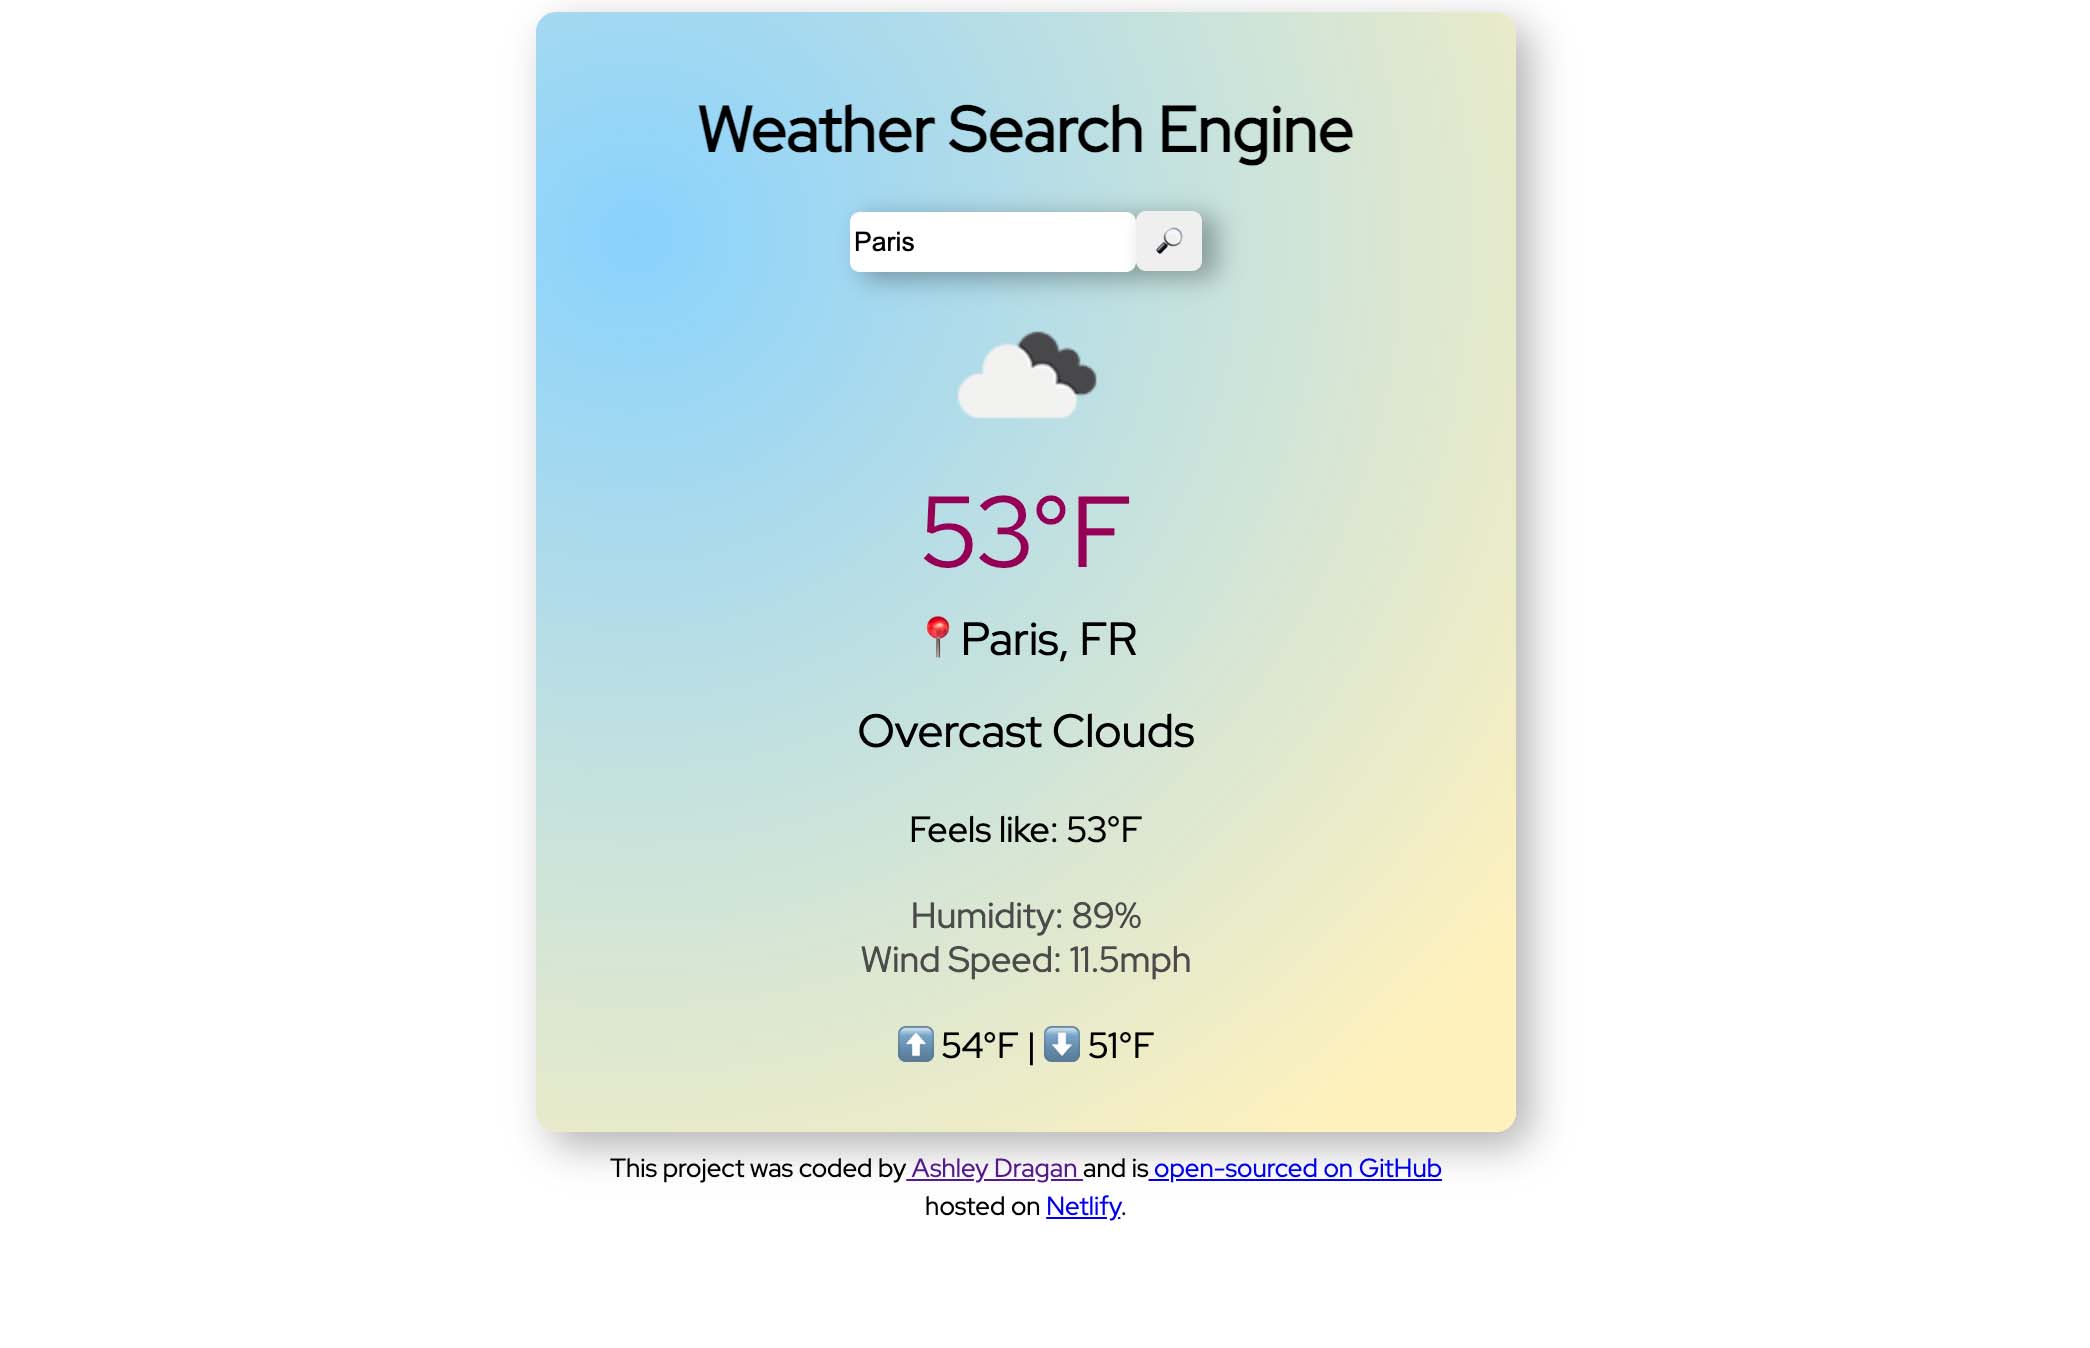 Weather Search Engine
Paris
53°F
📍Paris, FR
Overcast Clouds
Feels like: 53°F
Humidity: 89%
Wind Speed: 11.5mph
⬆️ 54°F | ⬇️ 51°F
This project was coded by Ashley Dragan and is open-sourced on GitHub
hosted on Netlify.